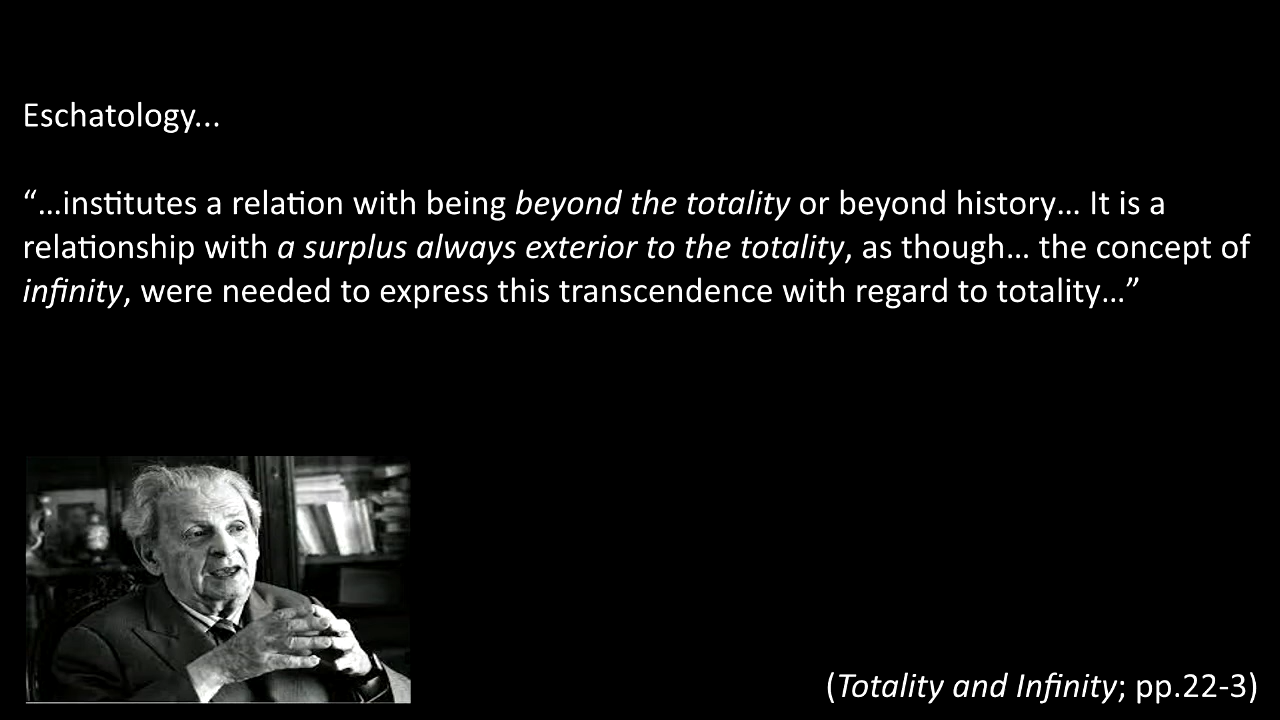 Eschatology...
“…institutes a relation with being beyond the totality or beyond history… It is a
relationship with a surplus always exterior to the totality, as though… the concept of
infinity, were needed to express this transcendence with regard to totality…”
(Totality and Infinity; pp.22-3)